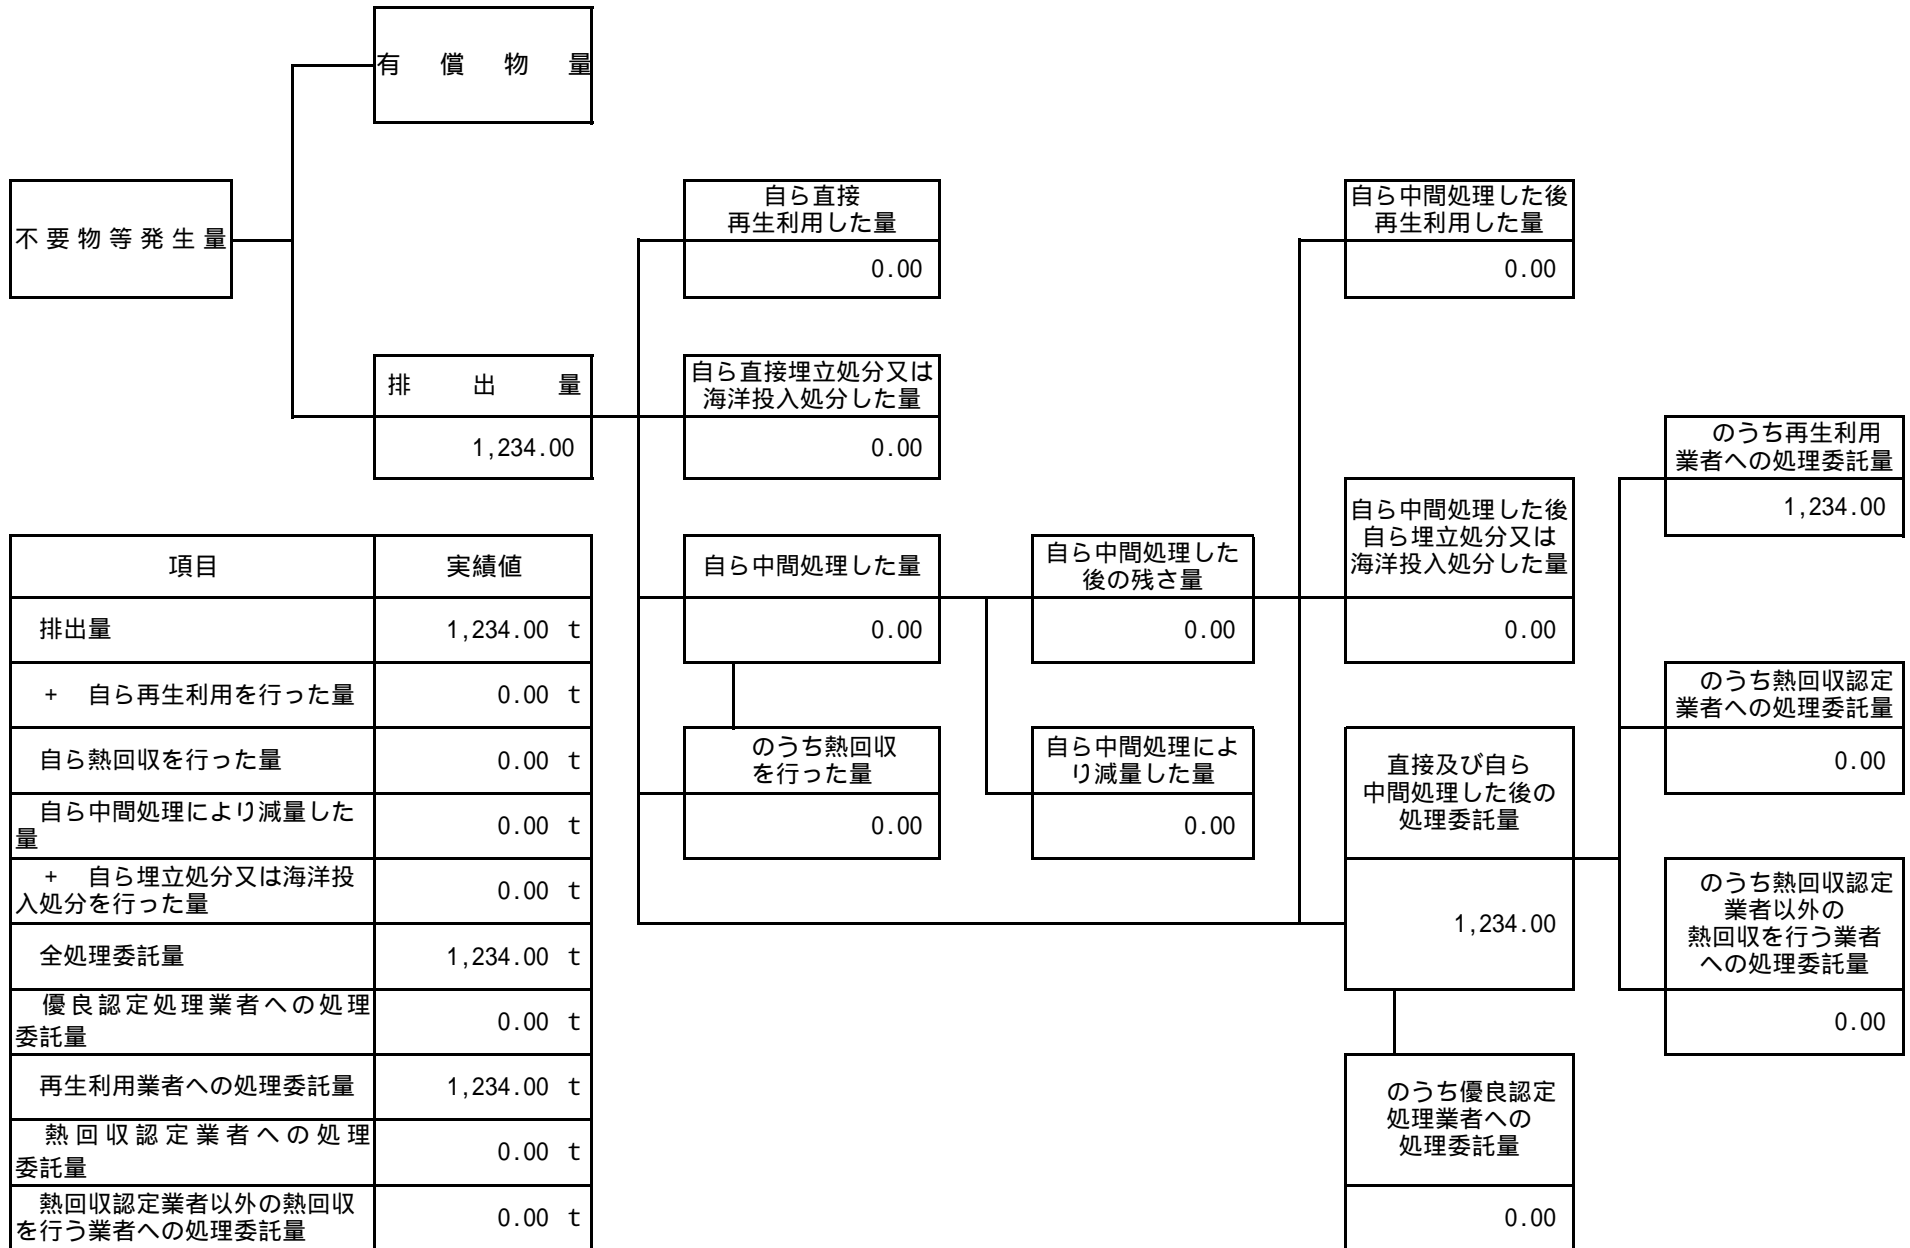 有償物量
不要物等発生量
自ら直接
再生利用した量
0.00
自ら中間処理した後
再生利用した量
0.00
排出量
1,234.00
自ら直接埋立処分又は
海洋投入処分した量
0.00
のうち再生利用
業者への処理委託量
1,234.00
自ら中間処理した量
0.00
自ら中間処理した
後の残さ量
0.00
自ら中間処理した後
自ら埋立処分又は
海洋投入処分した量
0.00
のうち熱回収認定
業者への処理委託量
0.00
のうち熱回収
を行った量
0.00
自ら中間処理によ
り減量した量
0.00
直接及び自ら
中間処理した後の
処理委託量
1,234.00
のうち熱回収認定
業者以外の
熱回収を行う業者
への処理委託量
0.00
のうち優良認定
処理業者への
処理委託量
0.00
項目 実績値
排出量 1,234.00 t
+ 自ら再生利用を行った量 0.00 t
自ら熱回収を行った量 0.00 t
自ら中間処理により減量した
量 0.00 t
+ 自ら埋立処分又は海洋投
入処分を行った量 0.00 t
全処理委託量 1,234.00 t
優良認定処理業者への処理
委託量 0.00 t
再生利用業者への処理委託量 1,234.00 t
熱回収認定業者への処理
委託量 0.00 t
熱回収認定業者以外の熱回収
を行う業者への処理委託量 0.00 t